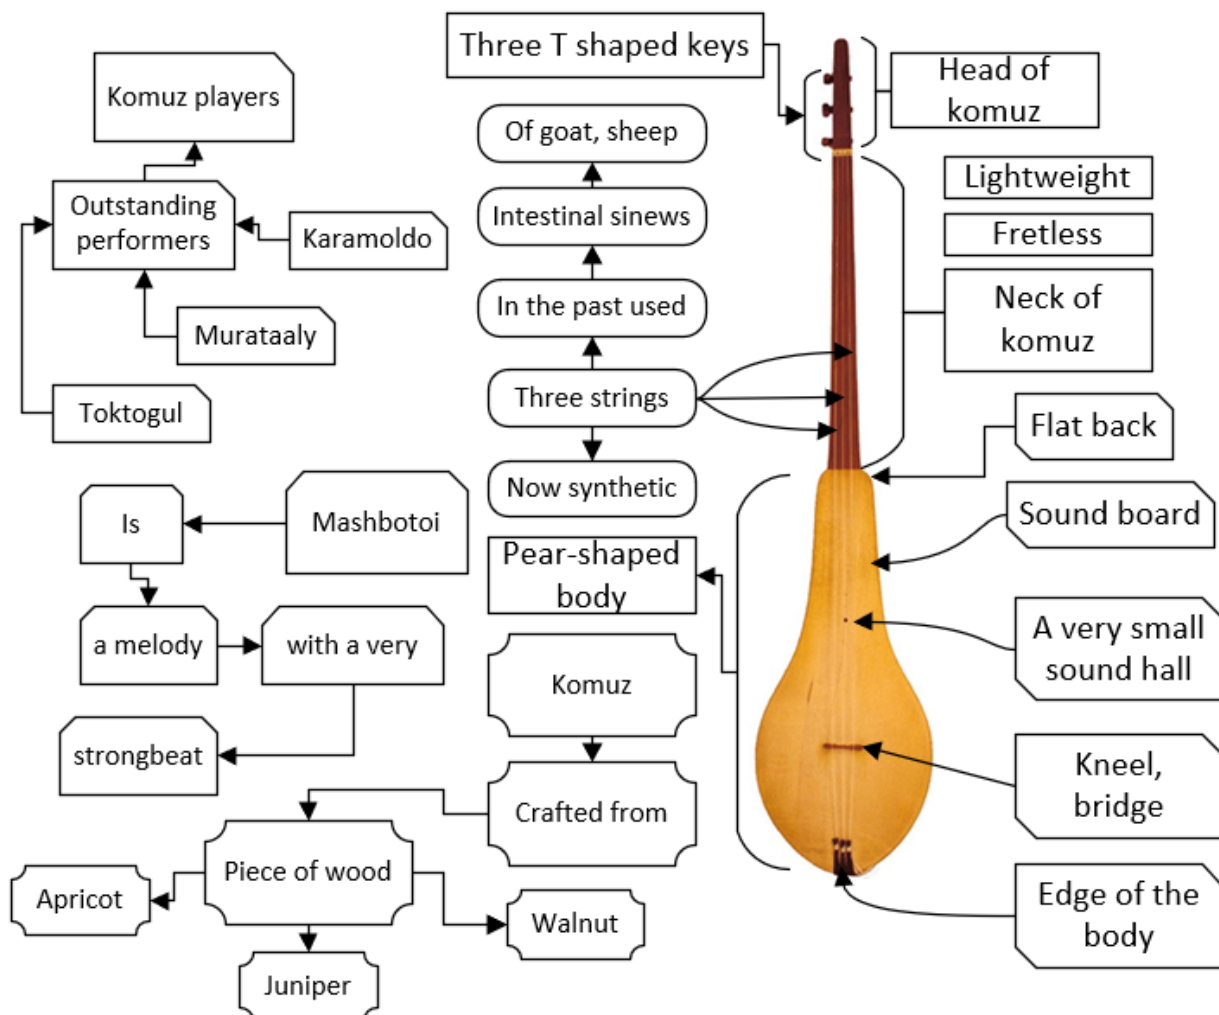 Three T shaped keys
Head of
komuz
Komuz players
Of goat, sheep
Lightweight
Outstanding
performers
Intestinal sinews
Karamoldo
Fretless
In the past used
Neck of
komuz
Murataaly
Three strings
Toktogul
Flat back
Now synthetic
Is
Mashbotoi
Sound board
Pear-shaped
body
a melody
with a very
A very small
sound hall
Komuz
strongbeat
Kneel,
bridge
Crafted from
Piece of wood
Apricot
Walnut
Edge of the
body
Juniper